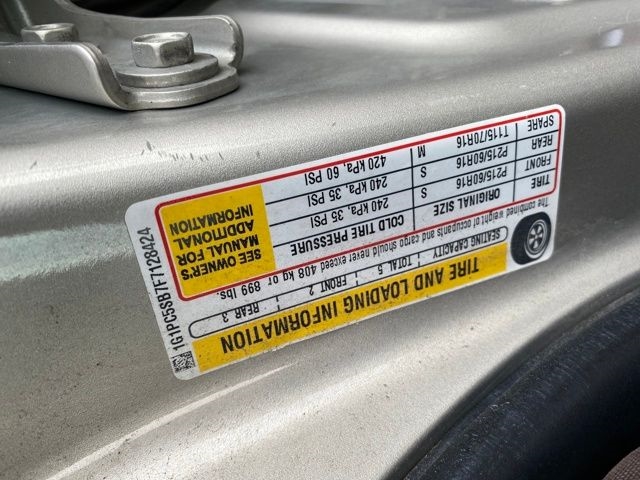 TIRE AND LOADING INFORMATION
SEATING CAPACITY TOTAL 5 FRONT 2 REAR 3
The combined weight of occupants and cargo should never exceed 408 kg or 899 lbs.
TIRE ORIGINAL SIZE COLD TIRE PRESSURE
FRONT P215/60R16 S 240 kPa, 35 PSI
REAR P215/60R16 S 240 kPa, 35 PSI
SPARE T115/70R16 M 420 kPa, 60 PSI
SEE OWNER'S
MANUAL FOR
ADDITIONAL
INFORMATION
1G1PC5SB7F7128424